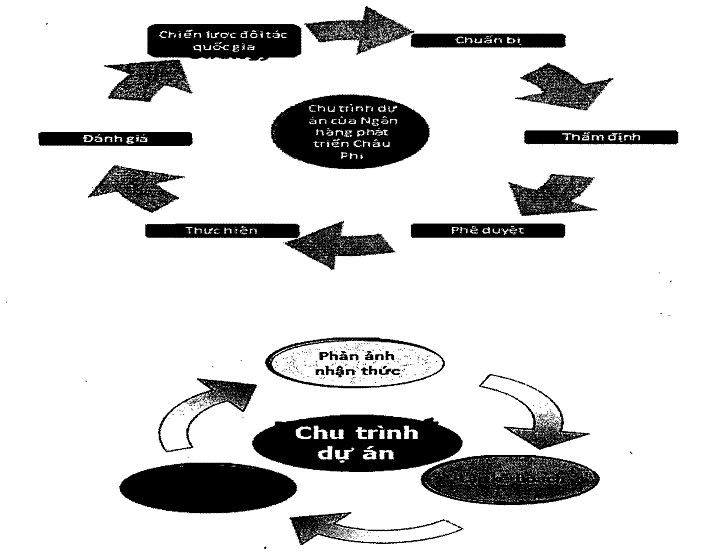 Chiến lược đối tác
quốc gia
Chuẩn bị
Thẩm định
Phê duyệt
Thực hiện
Đánh giá
Chu trình dự
án của Ngân
hàng phát
triển Châu
Phi
Phản ánh
nhận thức
Chu trình
dự án